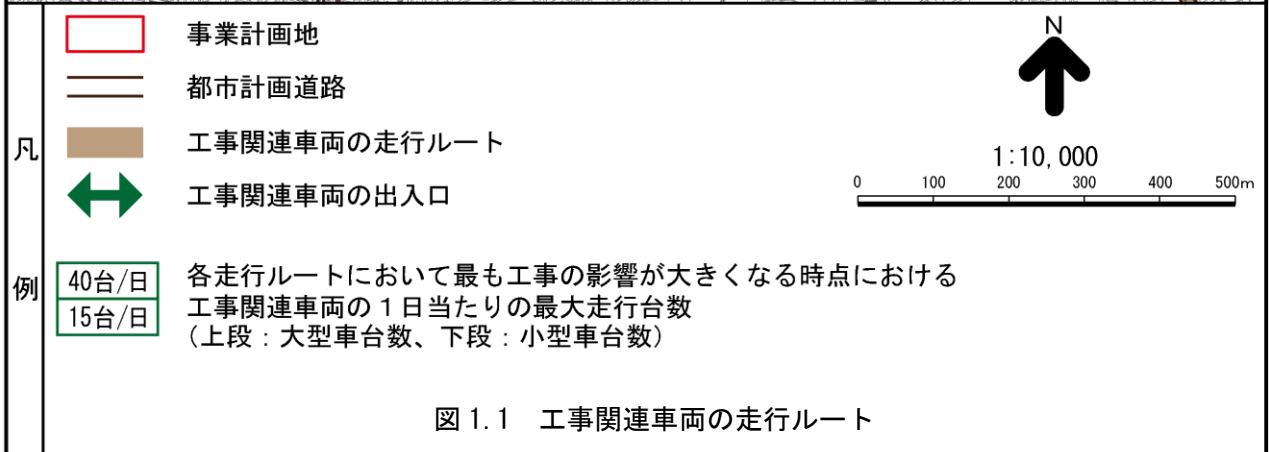 凡
例
事業計画地
都市計画道路
工事関連車両の走行ルート
工事関連車両の出入口
N
1:10,000
0 100 200 300 400 500m
40台/日
15台/日
各走行ルートにおいて最も工事の影響が大きくなる時点における
工事関連車両の1日当たりの最大走行台数
(上段:大型車台数、下段:小型車台数)
図1.1 工事関連車両の走行ルート